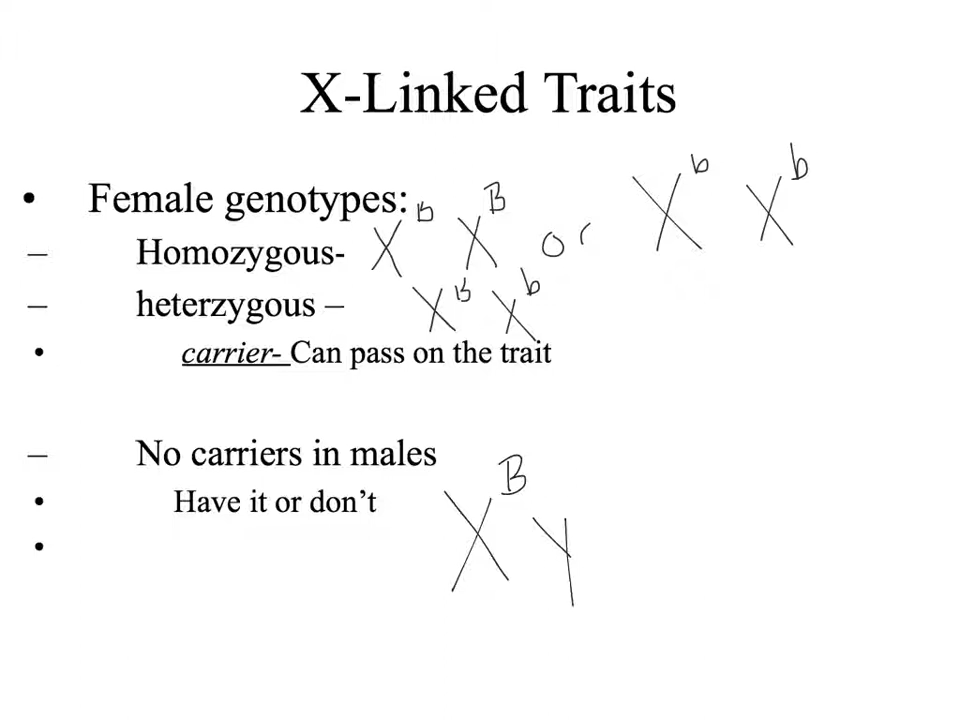 X-Linked Traits
• Female genotypes:
– Homozygous- X^B X^B or X^b X^b
– heterzygous – X^B X^b
• carrier- Can pass on the trait
– No carriers in males
• Have it or don’t X^B Y
•